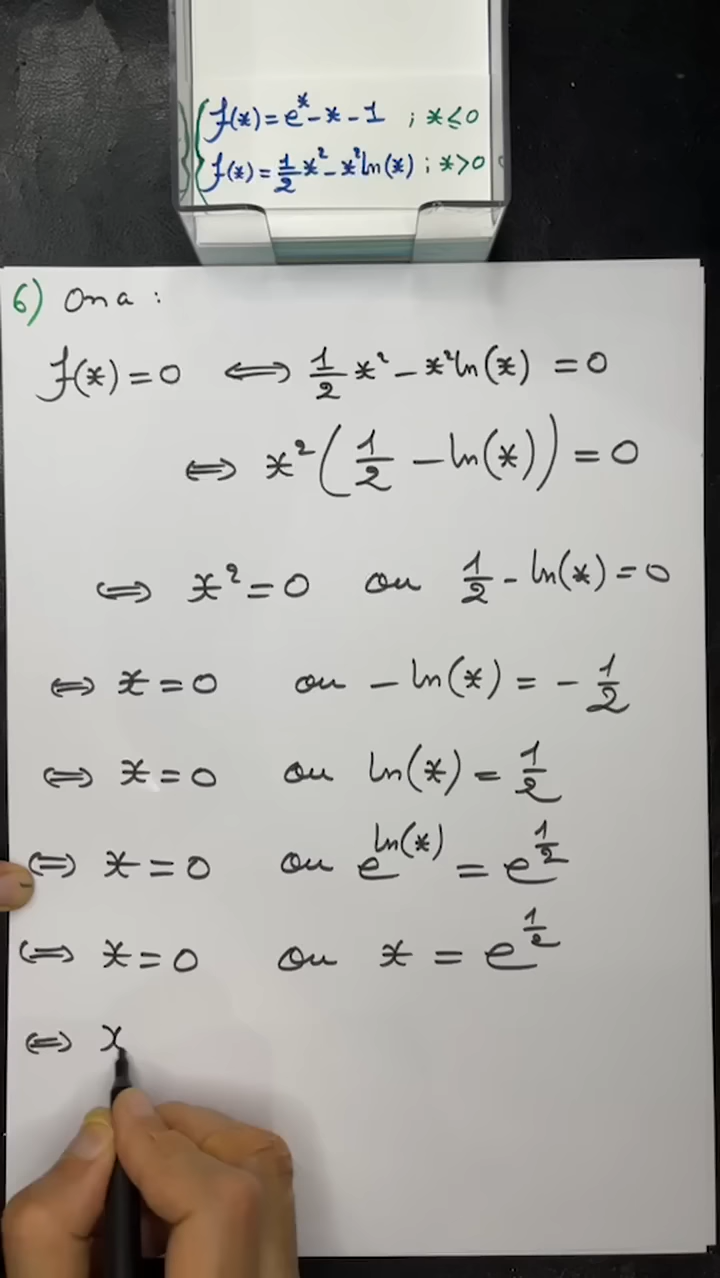 f(x) = e^x - x - 1 ; x ≤ 0
f(x) = 1/2 x² - x² ln(x) ; x > 0
6) On a :
f(x) = 0 ⟺ 1/2 x² - x² ln(x) = 0
⟺ x² (1/2 - ln(x)) = 0
⟺ x² = 0 ou 1/2 - ln(x) = 0
⟺ x = 0 ou - ln(x) = - 1/2
⟺ x = 0 ou ln(x) = 1/2
⟺ x = 0 ou e^ln(x) = e^1/2
⟺ x = 0 ou x = e^1/2
⟺ x